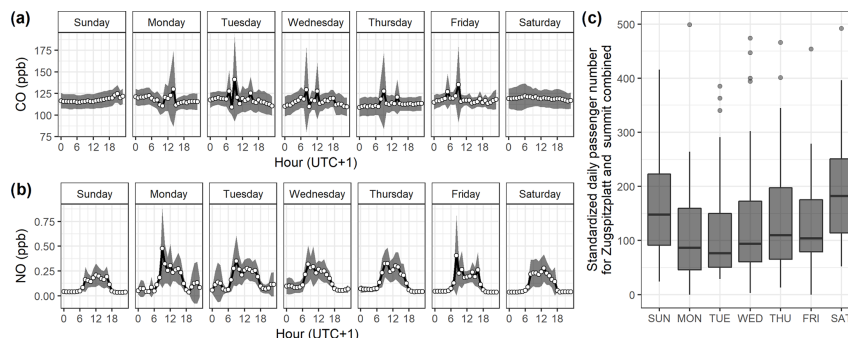 (a)
Sunday Monday Tuesday Wednesday Thursday Friday Saturday
CO (ppb)
175
150
125
100
75
0 6 12 18 0 6 12 18 0 6 12 18 0 6 12 18 0 6 12 18 0 6 12 18 0 6 12 18
Hour (UTC+1)
(b)
Sunday Monday Tuesday Wednesday Thursday Friday Saturday
NO (ppb)
0.75
0.50
0.25
0.00
0 6 12 18 0 6 12 18 0 6 12 18 0 6 12 18 0 6 12 18 0 6 12 18 0 6 12 18
Hour (UTC+1)
(c)
Standardized daily passenger number
for Zugspitzplatt and summit combined
500
400
300
200
100
0
SUN MON TUE WED THU FRI SAT